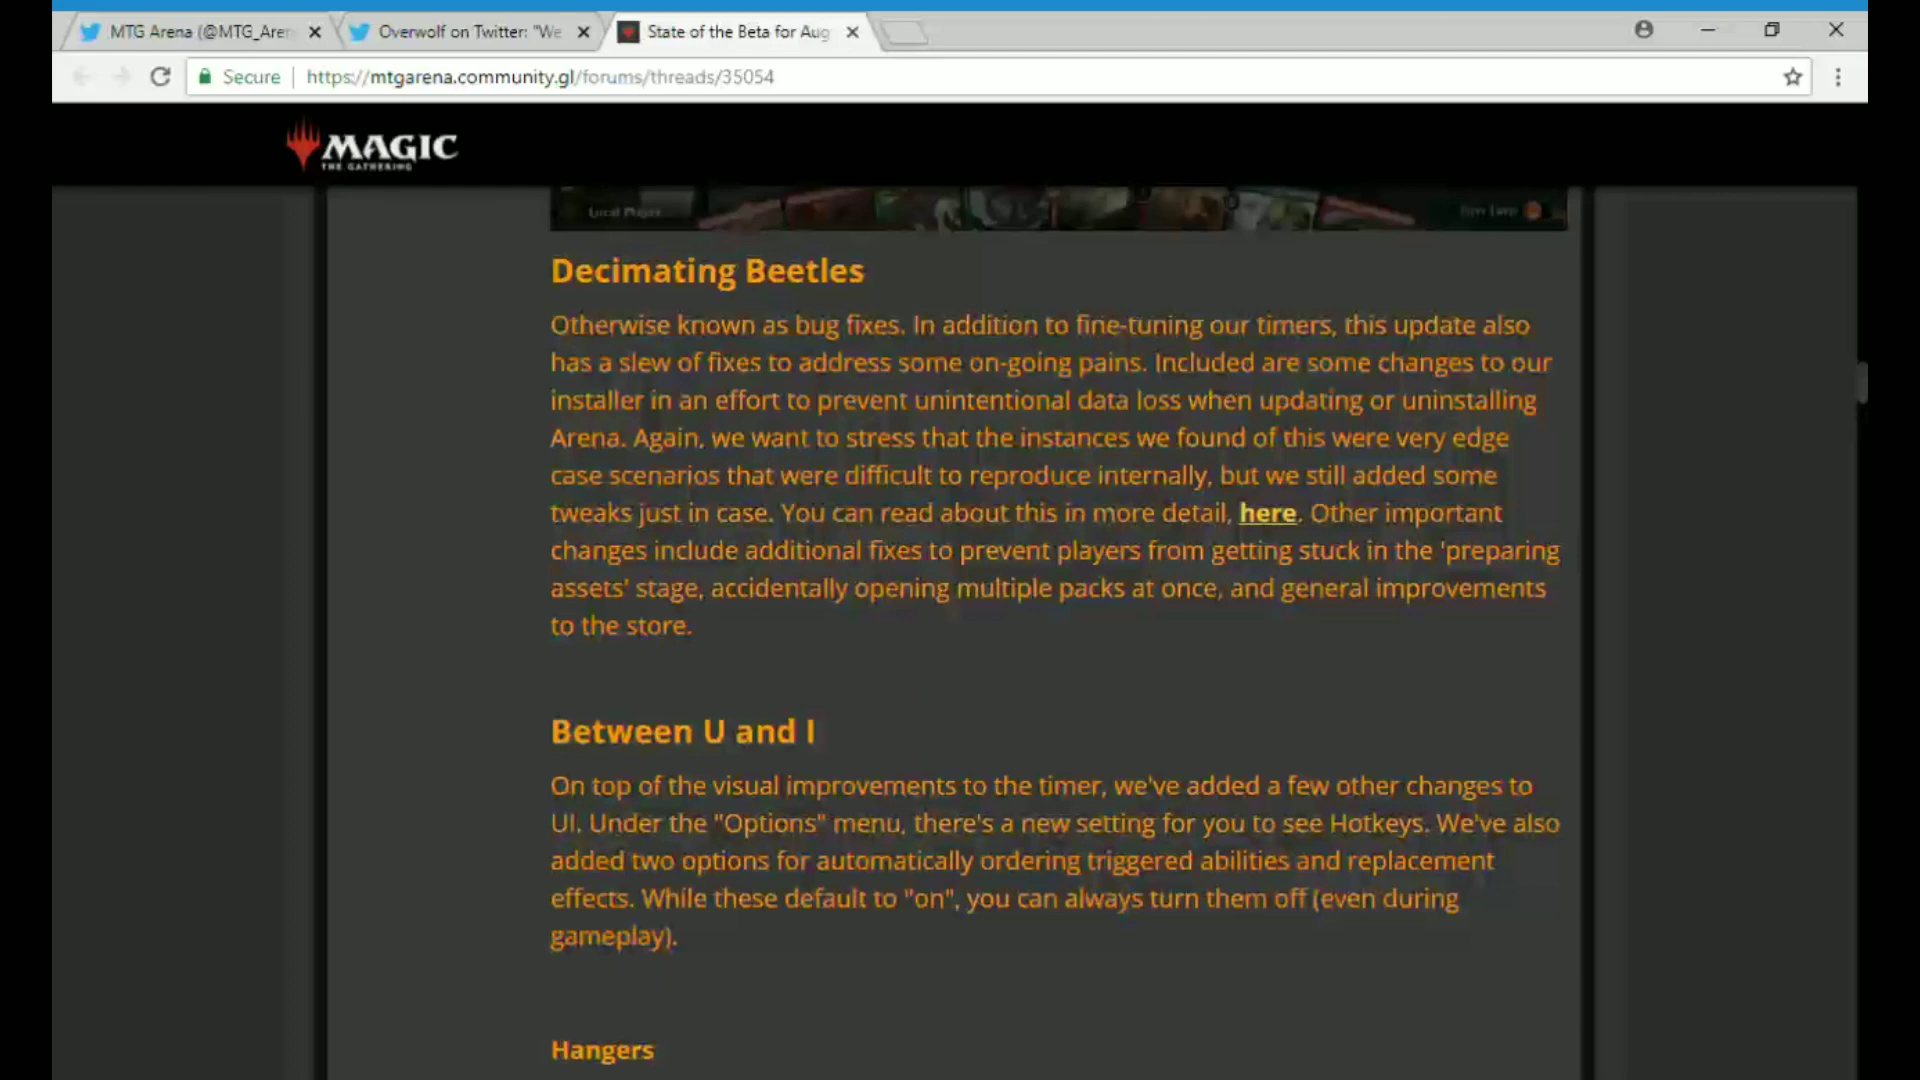 MTG Arena (@MTG_Aren
Overwolf on Twitter: "We
State of the Beta for Aug
Secure
https://mtgarena.community.gl/forums/threads/35054
MAGIC
THE GATHERING
Local Player
Decimating Beetles
Otherwise known as bug fixes. In addition to fine-tuning our timers, this update also
has a slew of fixes to address some on-going pains. Included are some changes to our
installer in an effort to prevent unintentional data loss when updating or uninstalling
Arena. Again, we want to stress that the instances we found of this were very edge
case scenarios that were difficult to reproduce internally, but we still added some
tweaks just in case. You can read about this in more detail, here. Other important
changes include additional fixes to prevent players from getting stuck in the 'preparing
assets' stage, accidentally opening multiple packs at once, and general improvements
to the store.
Between U and I
On top of the visual improvements to the timer, we've added a few other changes to
UI. Under the "Options" menu, there's a new setting for you to see Hotkeys. We've also
added two options for automatically ordering triggered abilities and replacement
effects. While these default to "on", you can always turn them off (even during
gameplay).
Hangers